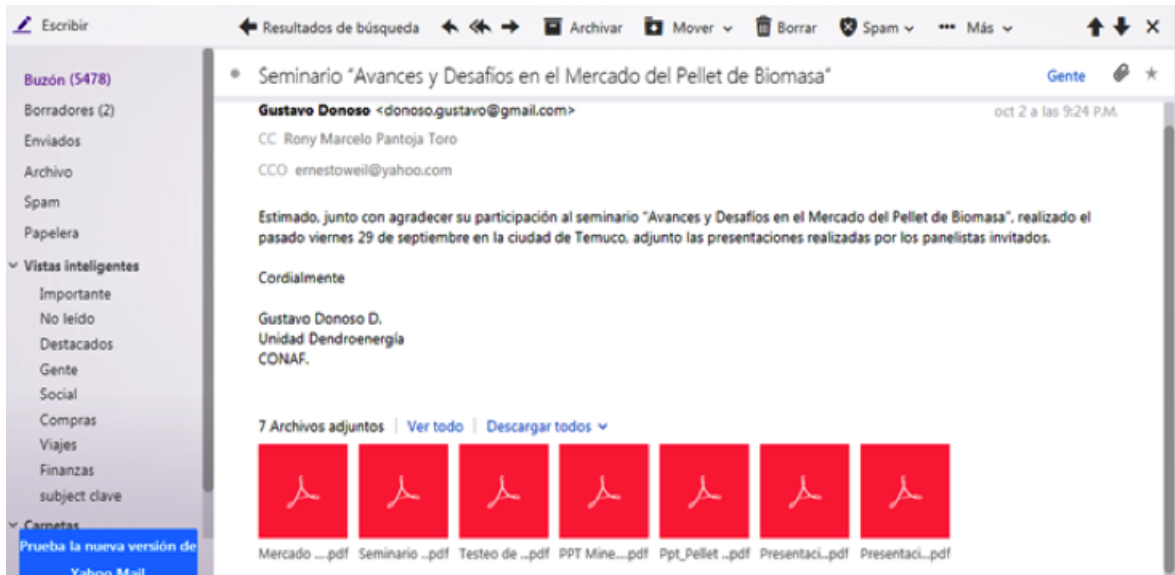 Escribir
Resultados de búsqueda Archivar Mover Borrar Spam Más
Buzón (5478)
Borradores (2)
Enviados
Archivo
Spam
Papelera
Vistas inteligentes
Importante
No leído
Destacados
Gente
Social
Compras
Viajes
Finanzas
subject clave
Carpetas
Prueba la nueva versión de
Yahoo Mail
Seminario "Avances y Desafíos en el Mercado del Pellet de Biomasa"
Gente
Gustavo Donoso <donoso.gustavo@gmail.com>
oct 2 a las 9:24 P.M.
CC Rony Marcelo Pantoja Toro
CCO ernestoweil@yahoo.com
Estimado, junto con agradecer su participación al seminario "Avances y Desafíos en el Mercado del Pellet de Biomasa", realizado el
pasado viernes 29 de septiembre en la ciudad de Temuco, adjunto las presentaciones realizadas por los panelistas invitados.
Cordialmente
Gustavo Donoso D.
Unidad Dendroenergía
CONAF.
7 Archivos adjuntos Ver todo Descargar todos
Mercado ....pdf Seminario ...pdf Testeo de ...pdf PPT Mine....pdf Ppt_Pellet ...pdf Presentaci...pdf Presentaci...pdf